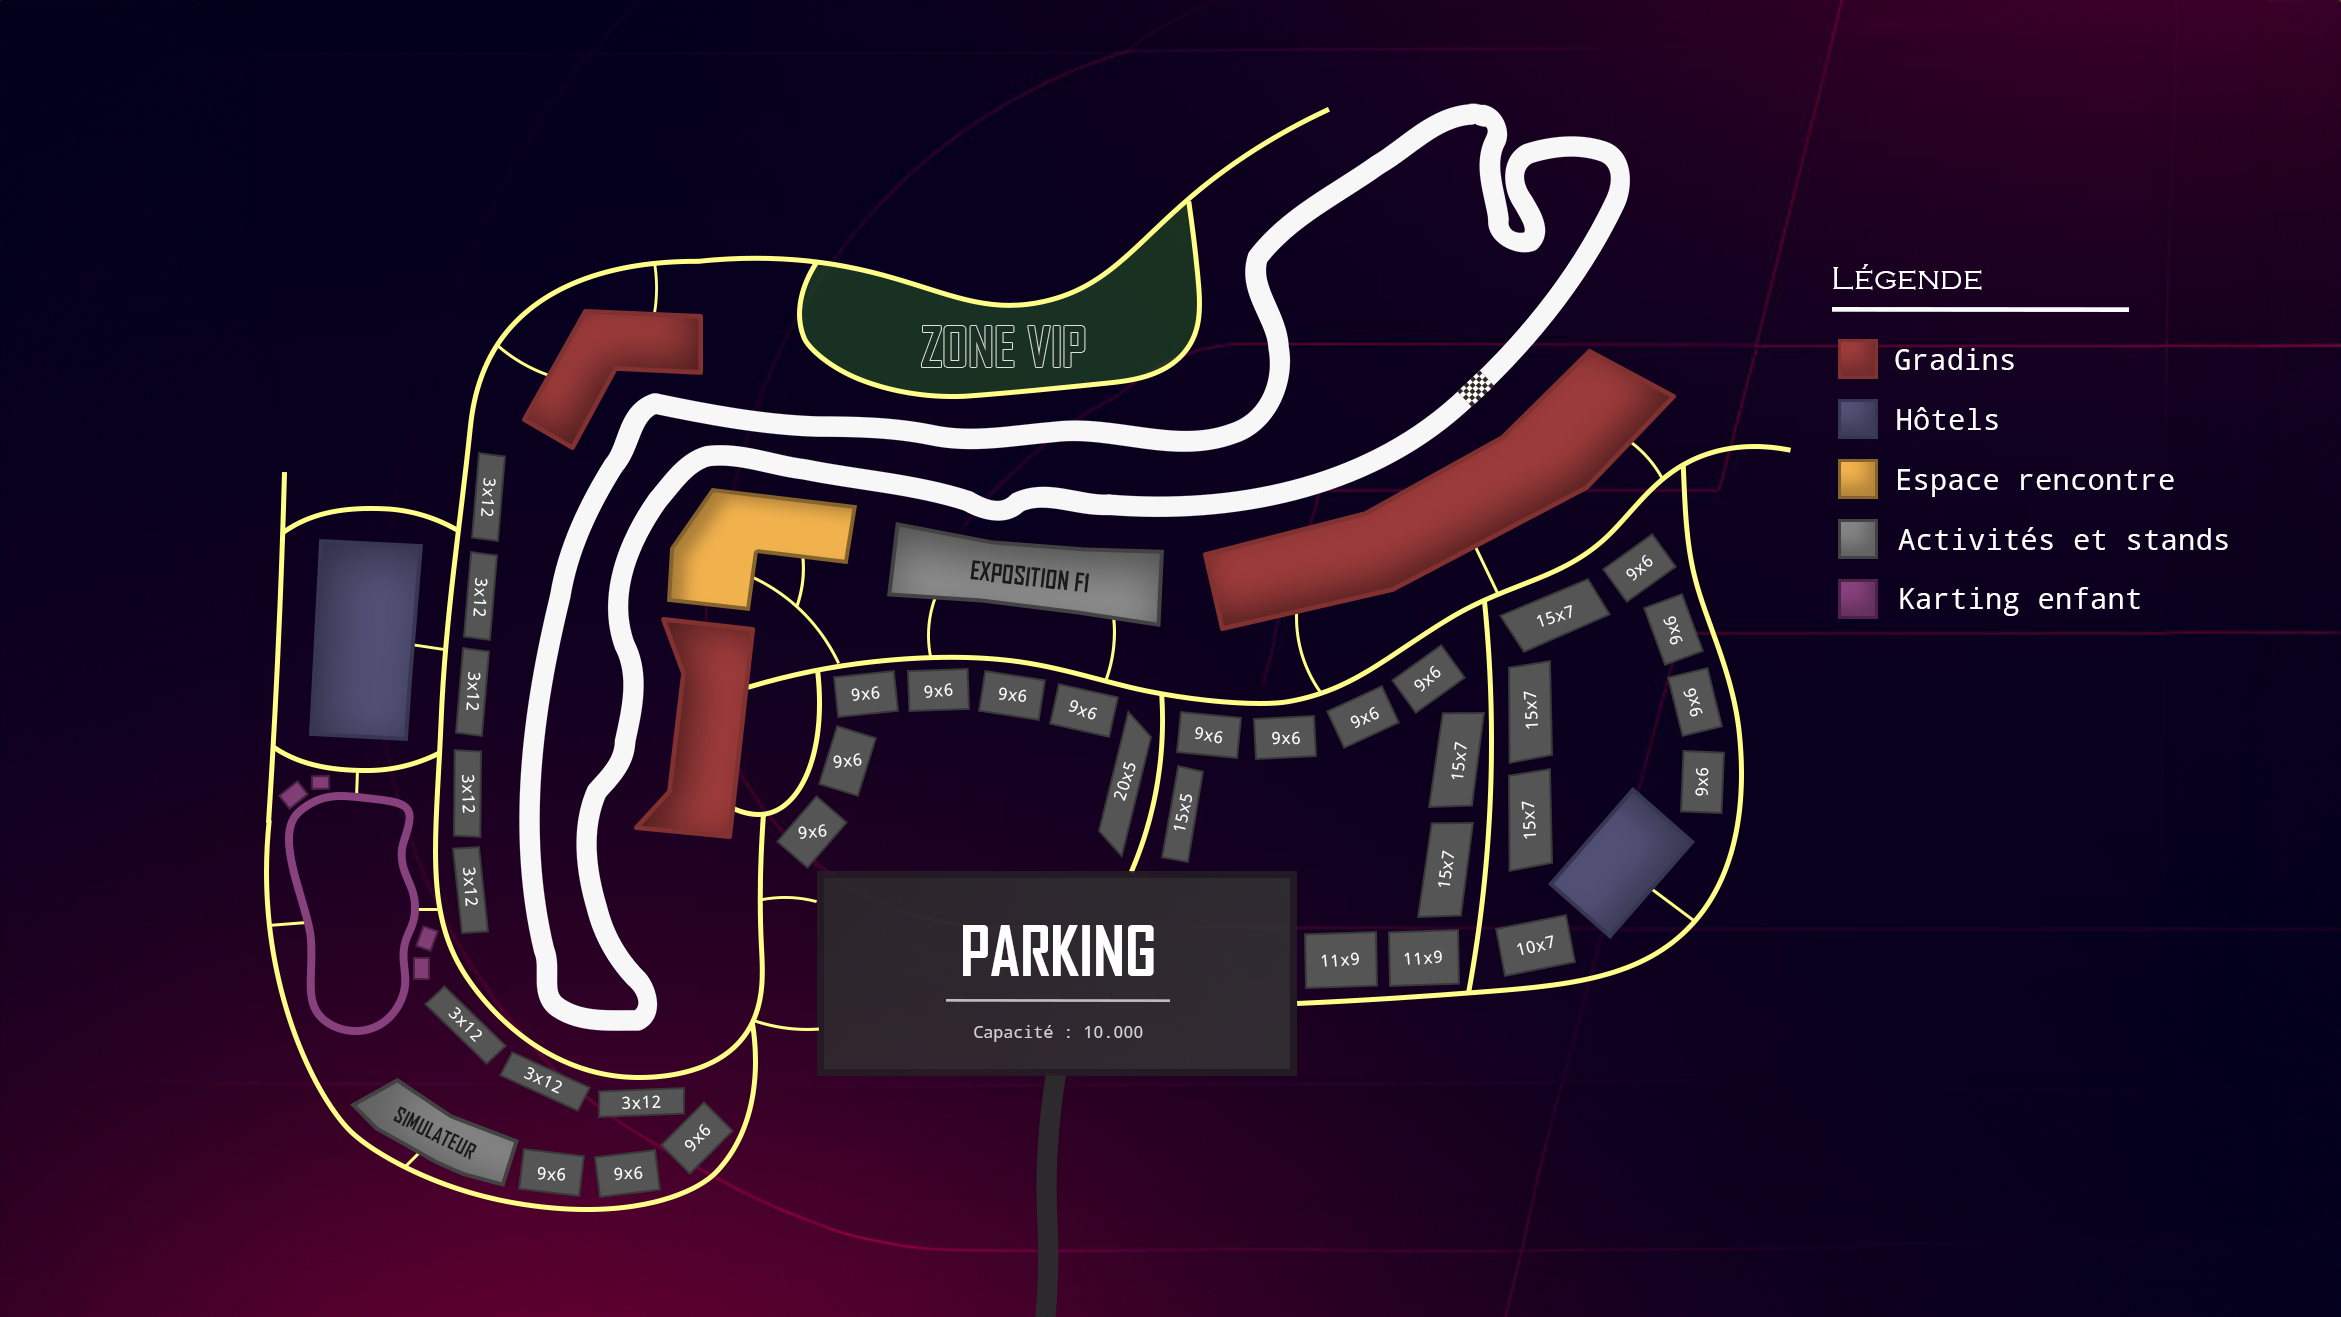 ZONE VIP
LÉGENDE
Gradins
Hôtels
Espace rencontre
Activités et stands
Karting enfant
3x12
3x12
3x12
3x12
3x12
EXPOSITION F1
9x6
9x6
9x6
9x6
9x6
9x6
20x5
15x5
9x6
9x6
9x6
9x6
15x7
9x6
9x6
9x6
9x6
15x7
15x7
15x7
15x7
11x9
11x9
10x7
PARKING
Capacité : 10.000
3x12
3x12
3x12
SIMULATEUR
9x6
9x6
9x6